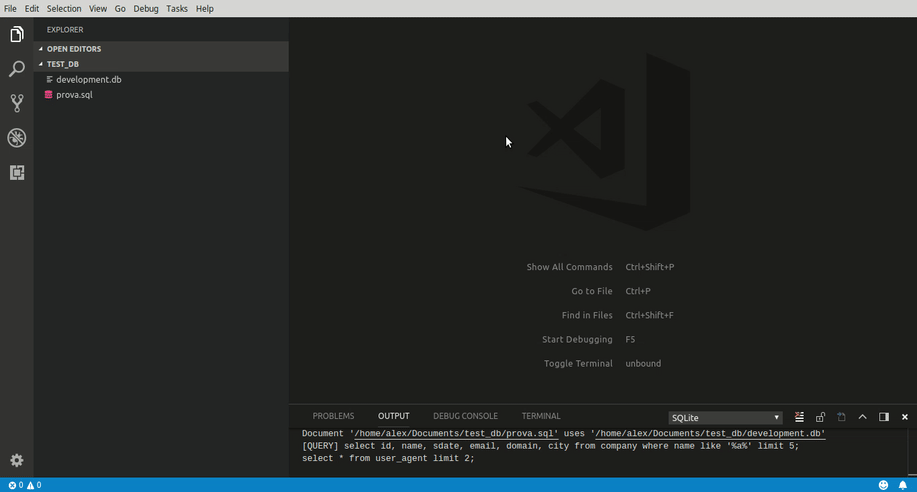 File Edit Selection View Go Debug Tasks Help
EXPLORER
OPEN EDITORS
TEST_DB
development.db
prova.sql
Show All Commands Ctrl+Shift+P
Go to File Ctrl+P
Find in Files Ctrl+Shift+F
Start Debugging F5
Toggle Terminal unbound
PROBLEMS OUTPUT DEBUG CONSOLE TERMINAL SQLite
Document '/home/alex/Documents/test_db/prova.sql' uses '/home/alex/Documents/test_db/development.db'
[QUERY] select id, name, sdate, email, domain, city from company where name like '%a%' limit 5;
select * from user_agent limit 2;
0 0